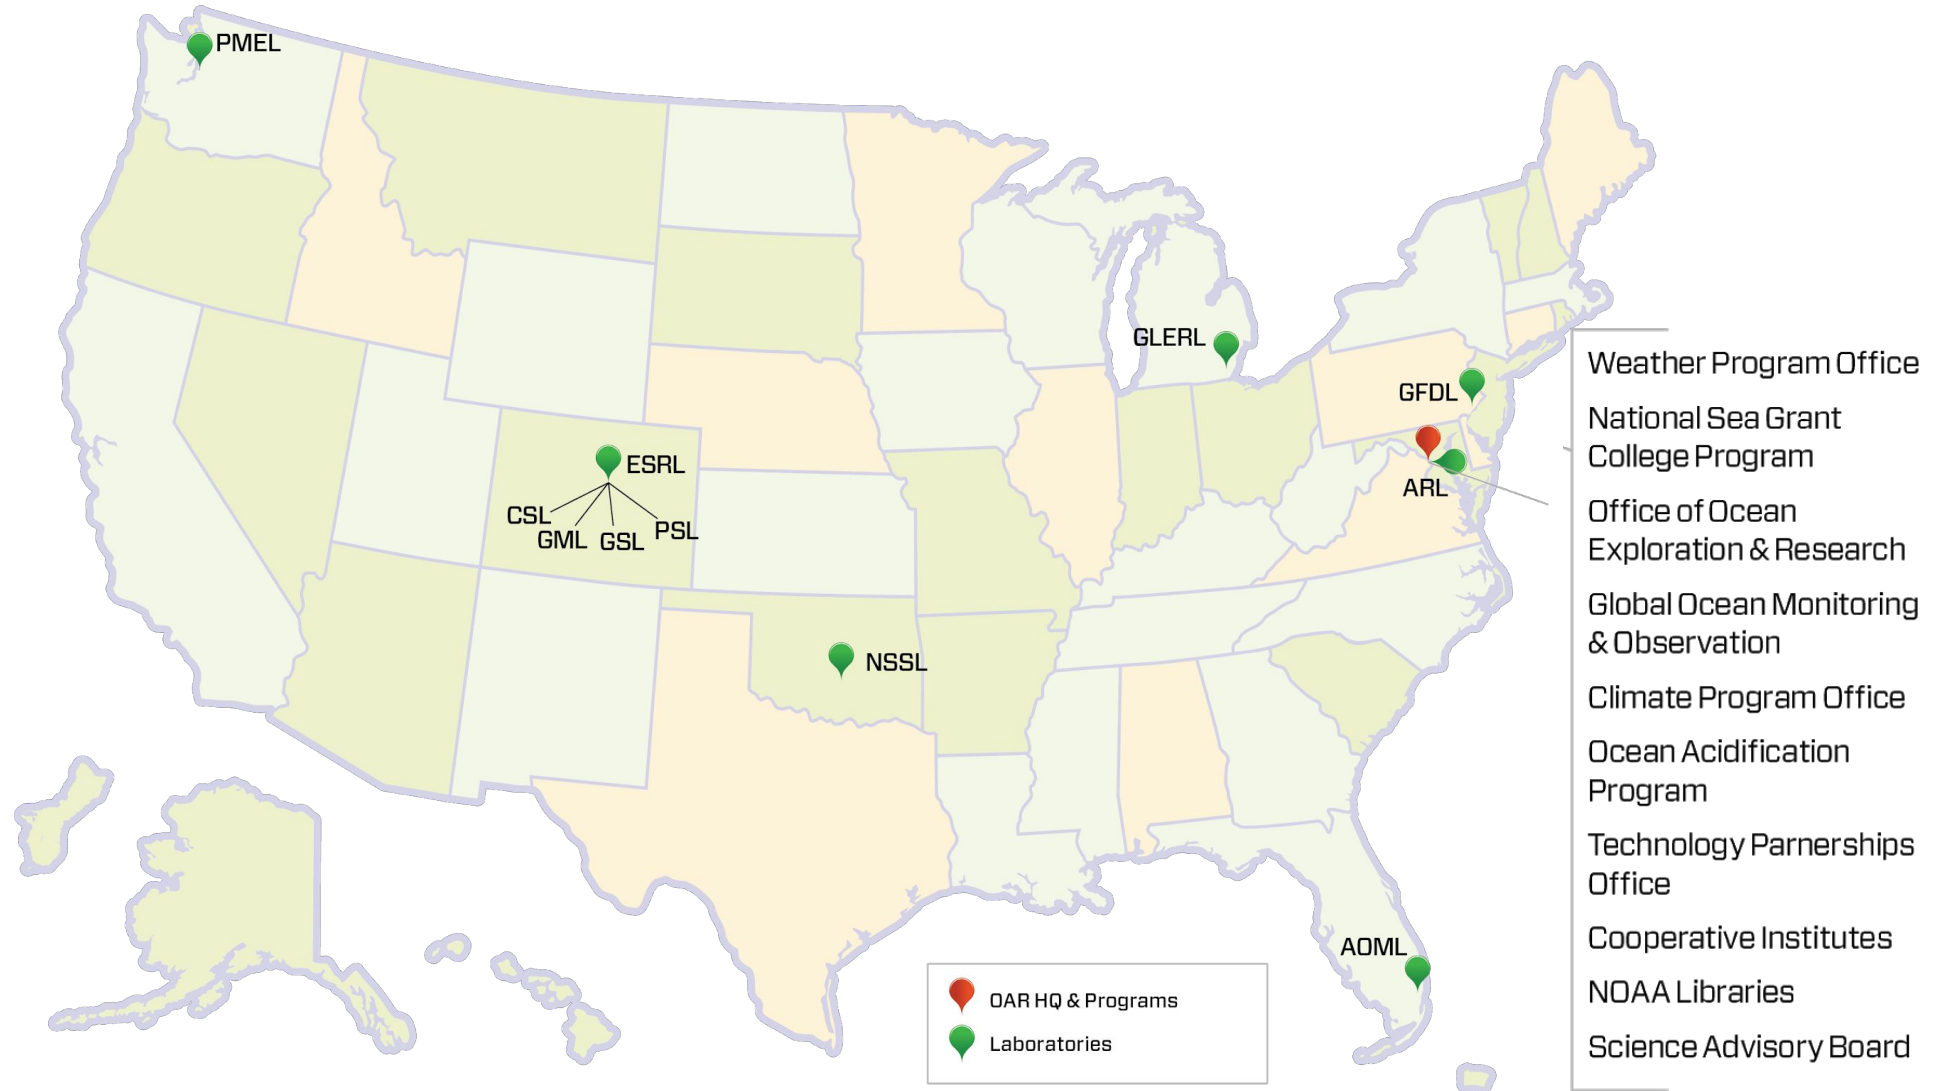 PMEL
GLERL
GFDL
ARL
ESRL
CSL
GML
GSL
PSL
NSSL
AOML
OAR HQ & Programs
Laboratories
Weather Program Office
National Sea Grant
College Program
Office of Ocean
Exploration & Research
Global Ocean Monitoring
& Observation
Climate Program Office
Ocean Acidification
Program
Technology Parnerships
Office
Cooperative Institutes
NOAA Libraries
Science Advisory Board